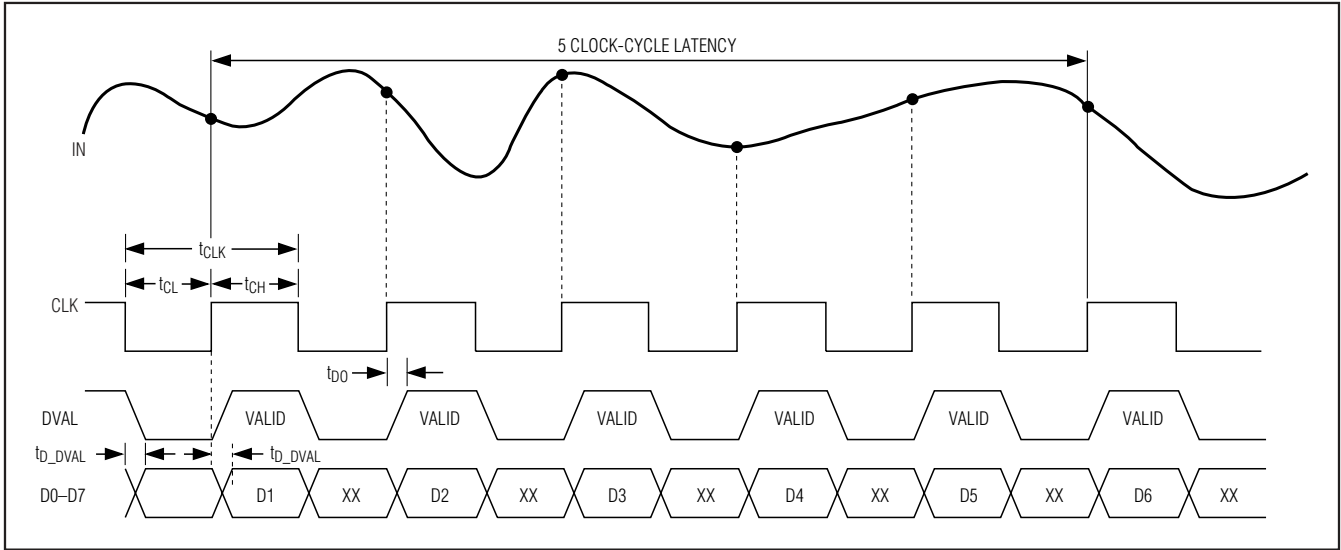 5 CLOCK-CYCLE LATENCY
IN
tCLK
tCL
tCH
CLK
tDO
DVAL VALID VALID VALID VALID VALID VALID
tD_DVAL tD_DVAL
D0–D7 D1 XX D2 XX D3 XX D4 XX D5 XX D6 XX